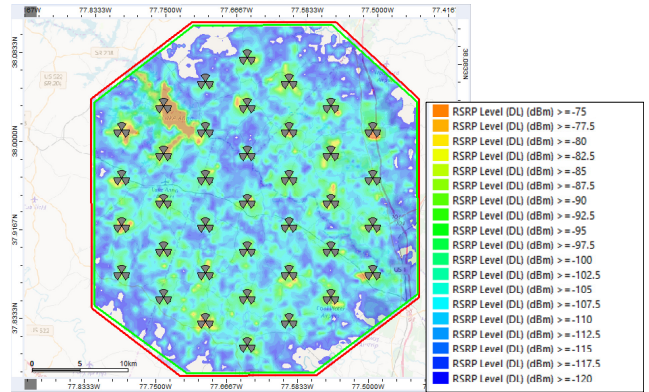 77.8333W 77.7500W 77.6667W 77.5833W 77.5000W 77.416
38.0833N
38.0833N
38.0000N
38.0000N
37.9167N
37.9167N
37.8333N
37.8333N
0 5 10km
77.8333W 77.7500W 77.6667W 77.5833W 77.5000W 77.416
RSRP Level (DL) (dBm) >=-75
RSRP Level (DL) (dBm) >=-77.5
RSRP Level (DL) (dBm) >=-80
RSRP Level (DL) (dBm) >=-82.5
RSRP Level (DL) (dBm) >=-85
RSRP Level (DL) (dBm) >=-87.5
RSRP Level (DL) (dBm) >=-90
RSRP Level (DL) (dBm) >=-92.5
RSRP Level (DL) (dBm) >=-95
RSRP Level (DL) (dBm) >=-97.5
RSRP Level (DL) (dBm) >=-100
RSRP Level (DL) (dBm) >=-102.5
RSRP Level (DL) (dBm) >=-105
RSRP Level (DL) (dBm) >=-107.5
RSRP Level (DL) (dBm) >=-110
RSRP Level (DL) (dBm) >=-112.5
RSRP Level (DL) (dBm) >=-115
RSRP Level (DL) (dBm) >=-117.5
RSRP Level (DL) (dBm) >=-120